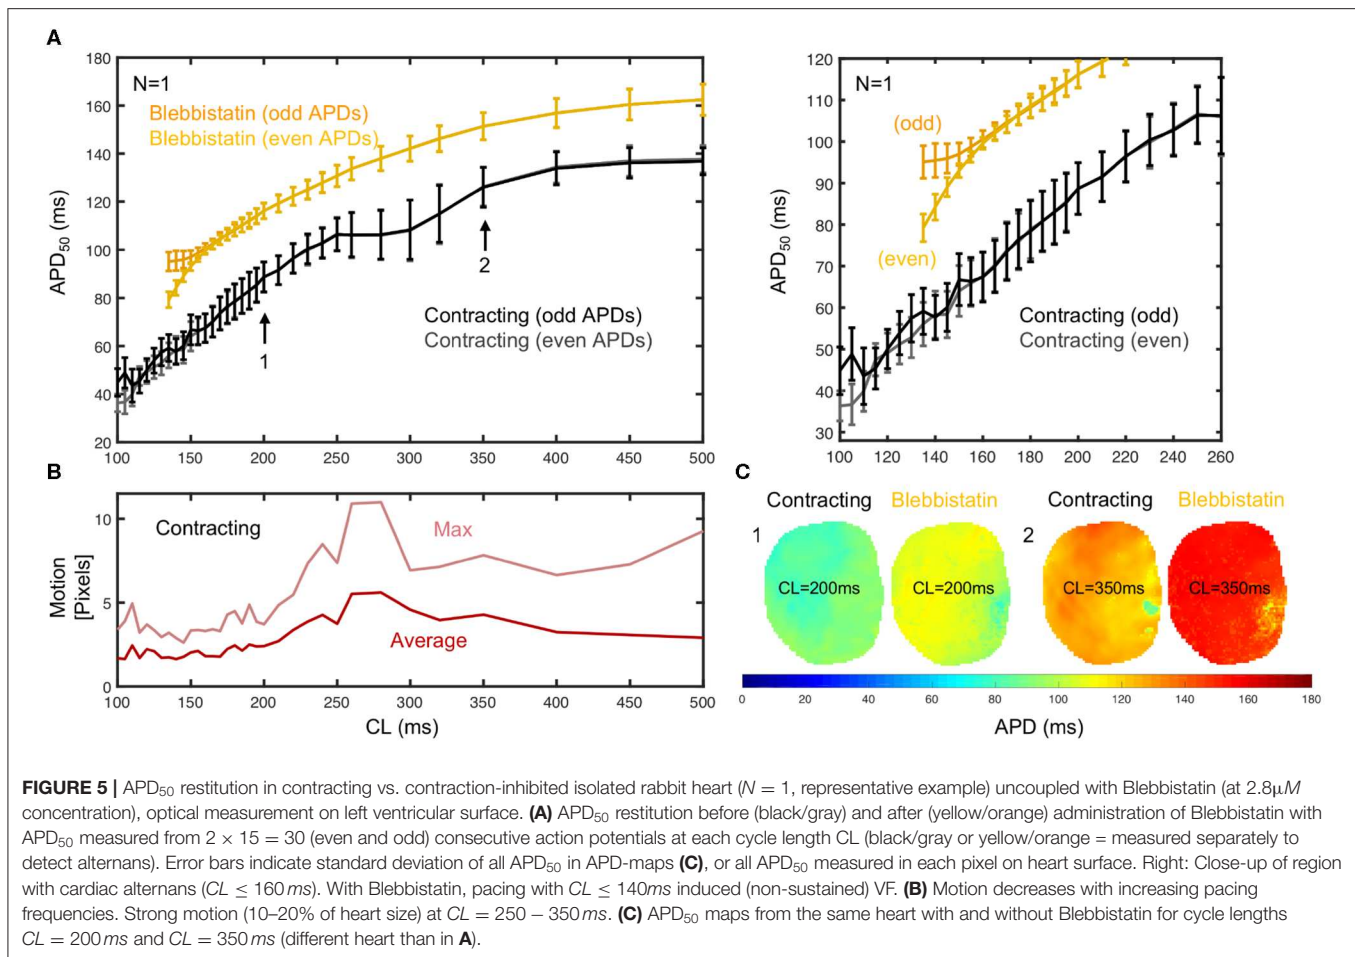 A
180
160
140
120
100
80
60
40
20
APD50 (ms)
N=1
Blebbistatin (odd APDs)
Blebbistatin (even APDs)
1
2
Contracting (odd APDs)
Contracting (even APDs)
100 150 200 250 300 350 400 450 500
120
110
100
90
80
70
60
50
40
30
APD50 (ms)
N=1
(odd)
(even)
Contracting (odd)
Contracting (even)
100 120 140 160 180 200 220 240 260
B
10
5
0
Motion
[Pixels]
Contracting
Max
Average
100 150 200 250 300 350 400 450 500
CL (ms)
C
Contracting Blebbistatin Contracting Blebbistatin
1 2
CL=200ms CL=200ms CL=350ms CL=350ms
0 20 40 60 80 100 120 140 160 180
APD (ms)
FIGURE 5 | APD50 restitution in contracting vs. contraction-inhibited isolated rabbit heart (N = 1, representative example) uncoupled with Blebbistatin (at 2.8μM
concentration), optical measurement on left ventricular surface. (A) APD50 restitution before (black/gray) and after (yellow/orange) administration of Blebbistatin with
APD50 measured from 2 × 15 = 30 (even and odd) consecutive action potentials at each cycle length CL (black/gray or yellow/orange = measured separately to
detect alternans). Error bars indicate standard deviation of all APD50 in APD-maps (C), or all APD50 measured in each pixel on heart surface. Right: Close-up of region
with cardiac alternans (CL ≤ 160 ms). With Blebbistatin, pacing with CL ≤ 140ms induced (non-sustained) VF. (B) Motion decreases with increasing pacing
frequencies. Strong motion (10–20% of heart size) at CL = 250 − 350 ms. (C) APD50 maps from the same heart with and without Blebbistatin for cycle lengths
CL = 200 ms and CL = 350 ms (different heart than in A).